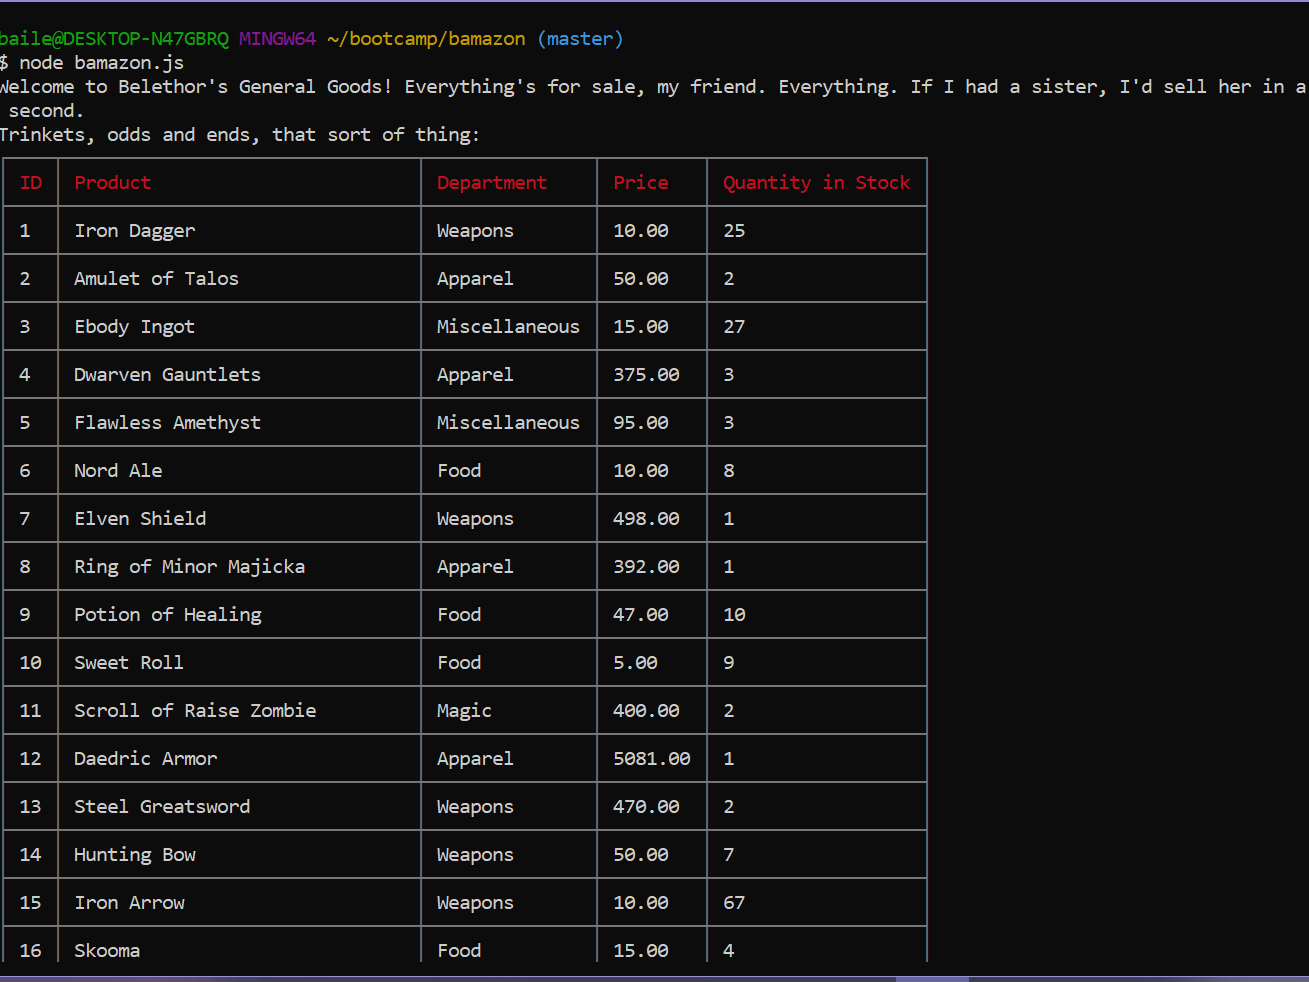 baile@DESKTOP-N47GBRQ MINGW64 ~/bootcamp/bamazon (master)
$ node bamazon.js
Welcome to Belethor's General Goods! Everything's for sale, my friend. Everything. If I had a sister, I'd sell her in a
second.
Trinkets, odds and ends, that sort of thing:
ID Product Department Price Quantity in Stock
1 Iron Dagger Weapons 10.00 25
2 Amulet of Talos Apparel 50.00 2
3 Ebody Ingot Miscellaneous 15.00 27
4 Dwarven Gauntlets Apparel 375.00 3
5 Flawless Amethyst Miscellaneous 95.00 3
6 Nord Ale Food 10.00 8
7 Elven Shield Weapons 498.00 1
8 Ring of Minor Majicka Apparel 392.00 1
9 Potion of Healing Food 47.00 10
10 Sweet Roll Food 5.00 9
11 Scroll of Raise Zombie Magic 400.00 2
12 Daedric Armor Apparel 5081.00 1
13 Steel Greatsword Weapons 470.00 2
14 Hunting Bow Weapons 50.00 7
15 Iron Arrow Weapons 10.00 67
16 Skooma Food 15.00 4